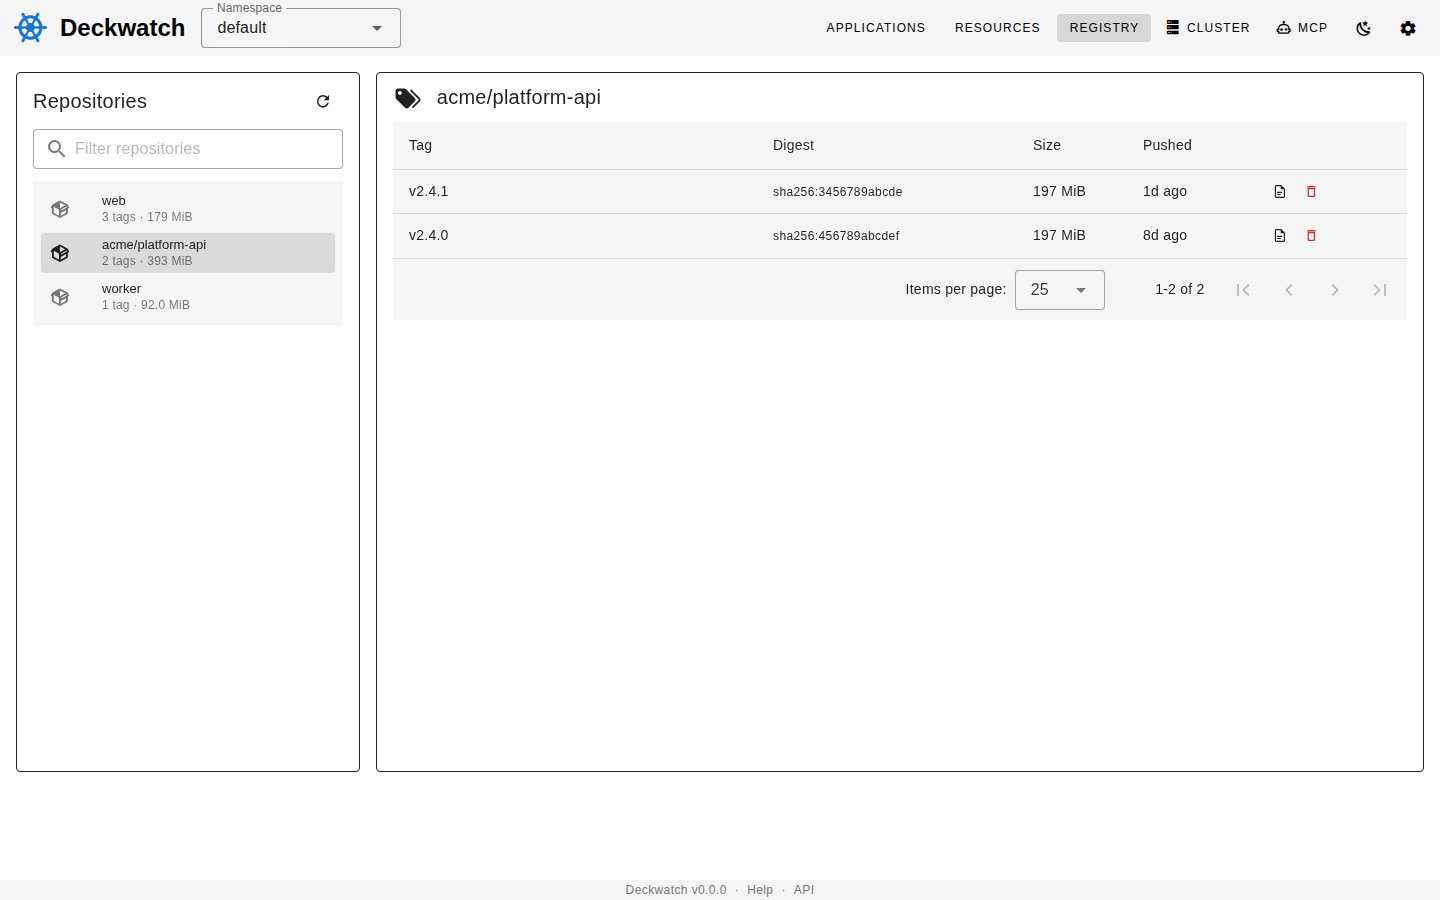 Deckwatch
Namespace
default
APPLICATIONS
RESOURCES
REGISTRY
CLUSTER
MCP
Repositories
Filter repositories
web
3 tags · 179 MiB
acme/platform-api
2 tags · 393 MiB
worker
1 tag · 92.0 MiB
acme/platform-api
Tag Digest Size Pushed
v2.4.1 sha256:3456789abcde 197 MiB 1d ago
v2.4.0 sha256:456789abcdef 197 MiB 8d ago
Items per page: 25 1-2 of 2
Deckwatch v0.0.0 · Help · API